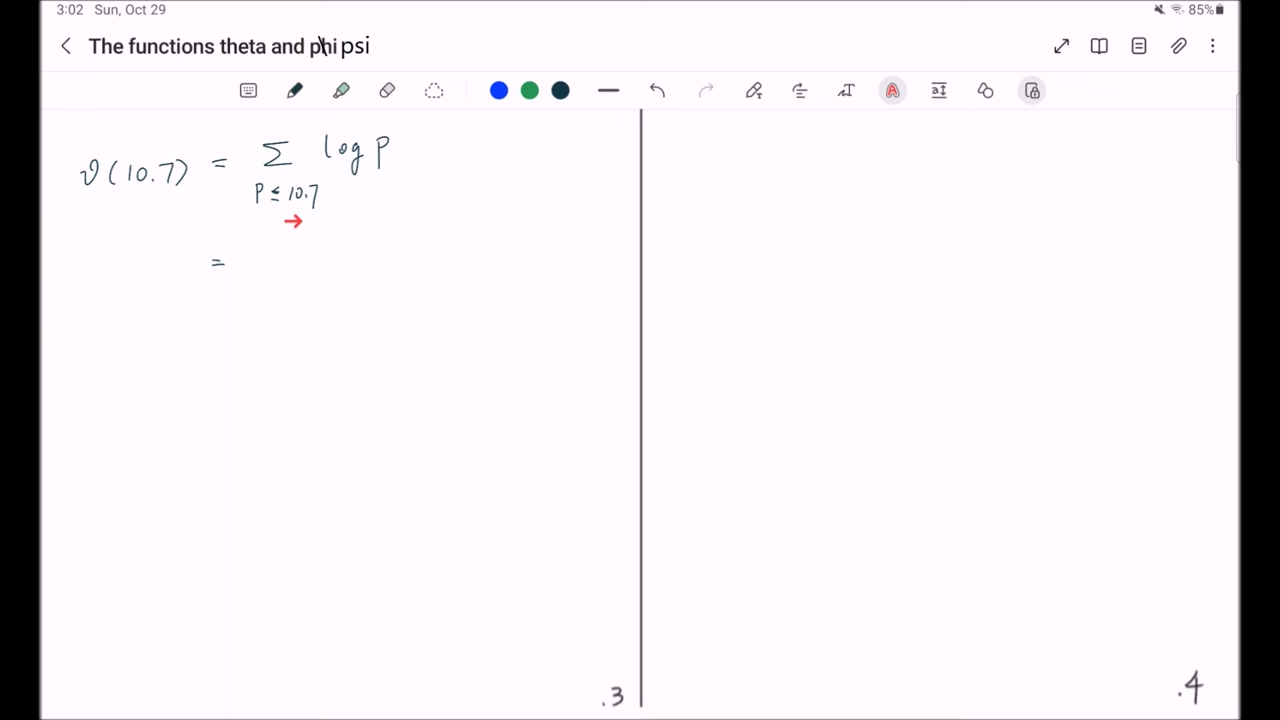 3:02 Sun, Oct 29 85%
The functions theta and phi \ psi
ϑ(10.7) = Σ log p
p ≤ 10.7
→
=
.3
.4